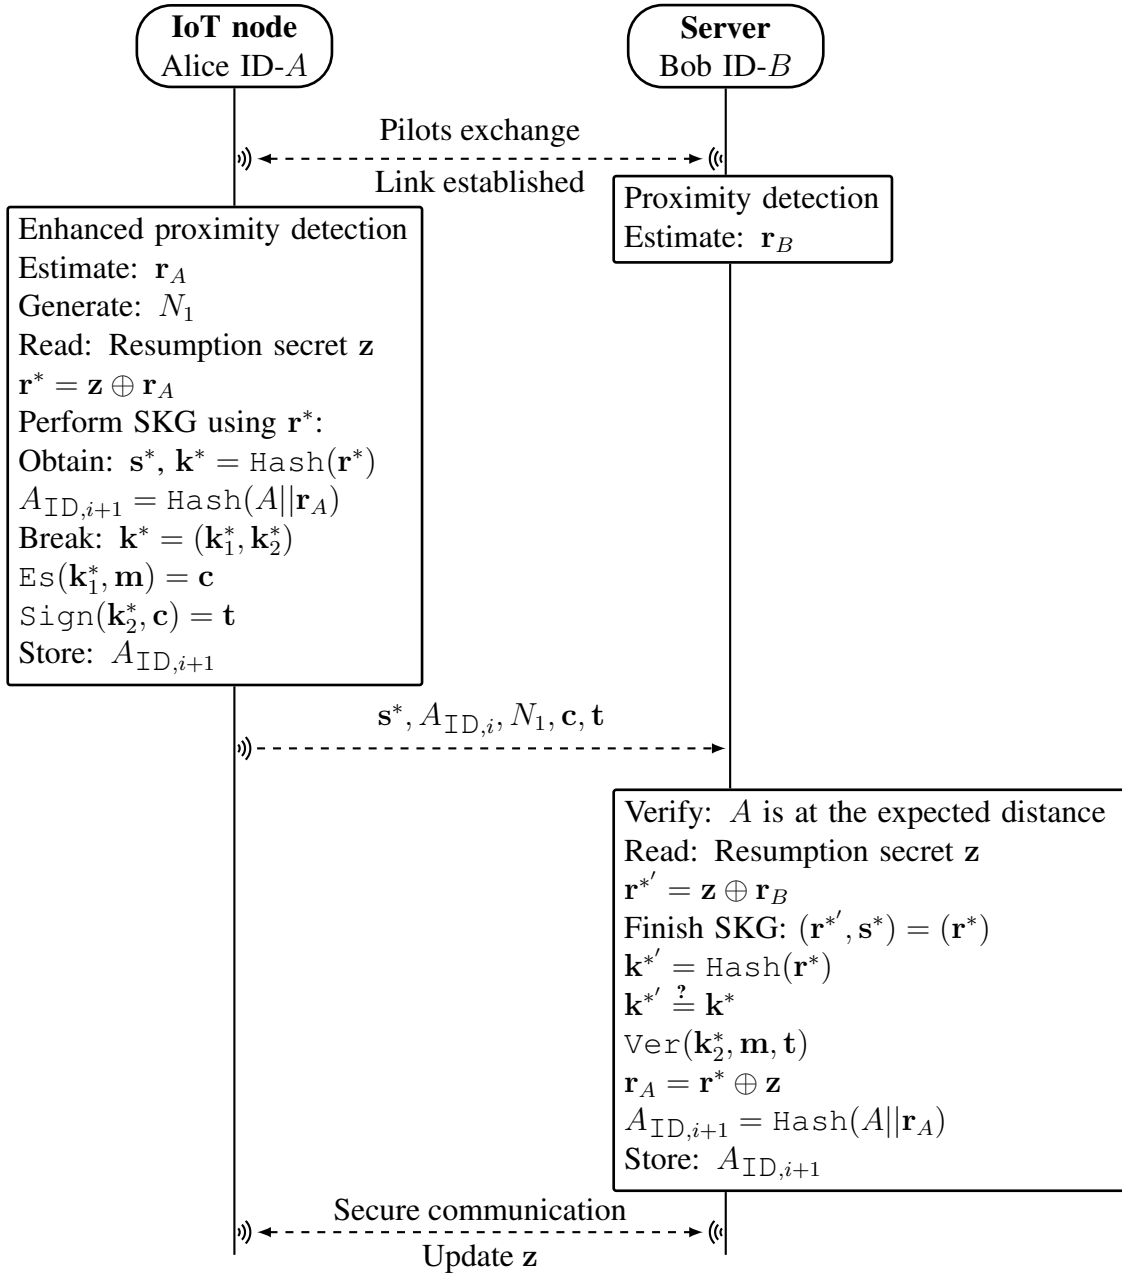 IoT node
Alice ID-A
Server
Bob ID-B
Pilots exchange
Link established
Proximity detection
Estimate: r_B
Enhanced proximity detection
Estimate: r_A
Generate: N_1
Read: Resumption secret z
r* = z ⊕ r_A
Perform SKG using r*:
Obtain: s*, k* = Hash(r*)
A_ID,i+1 = Hash(A||r_A)
Break: k* = (k*_1, k*_2)
Es(k*_1, m) = c
Sign(k*_2, c) = t
Store: A_ID,i+1
s*, A_ID,i, N_1, c, t
Verify: A is at the expected distance
Read: Resumption secret z
r*′ = z ⊕ r_B
Finish SKG: (r*′, s*) = (r*)
k*′ = Hash(r*)
k*′ ≟ k*
Ver(k*_2, m, t)
r_A = r* ⊕ z
A_ID,i+1 = Hash(A||r_A)
Store: A_ID,i+1
Secure communication
Update z